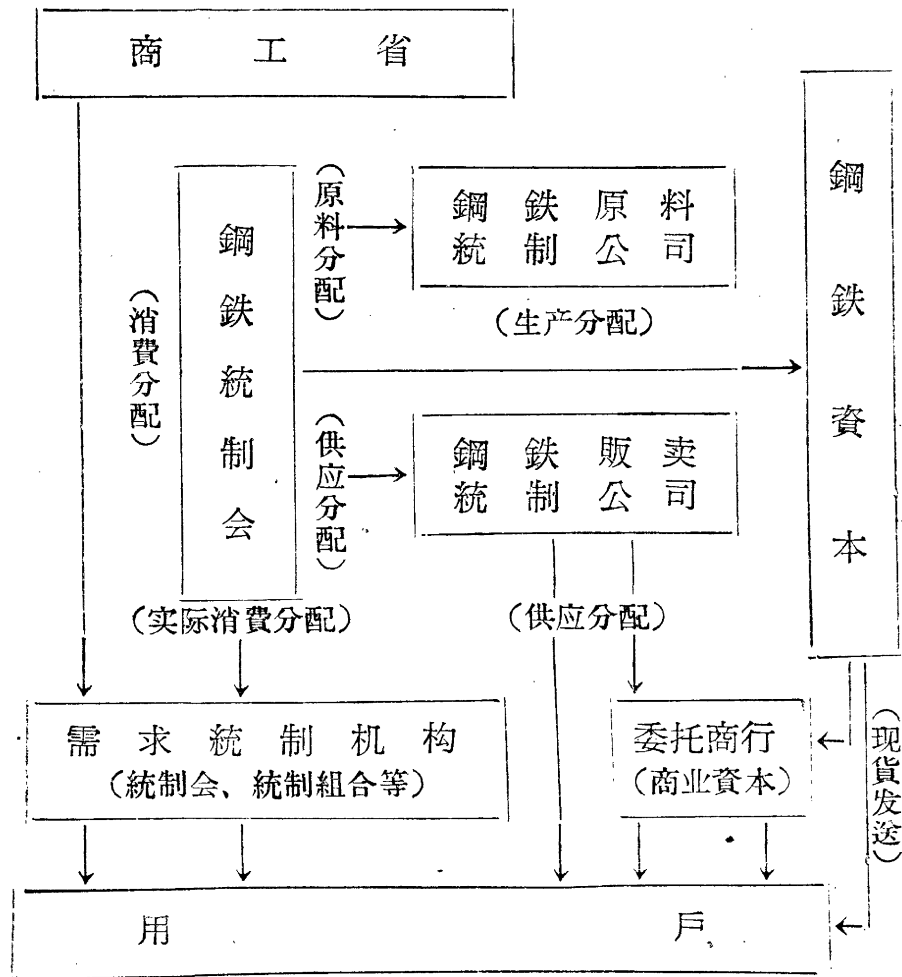 商工省
鋼鉄資本
鋼鉄統制会
(原料分配)
鋼鉄原料
統制公司
(消費分配)
(生产分配)
(供应分配)
鋼鉄販卖
統制公司
(实际消費分配)
(供应分配)
需求統制机构
(統制会、統制組合等)
委托商行
(商业資本)
(现货发送)
用戶